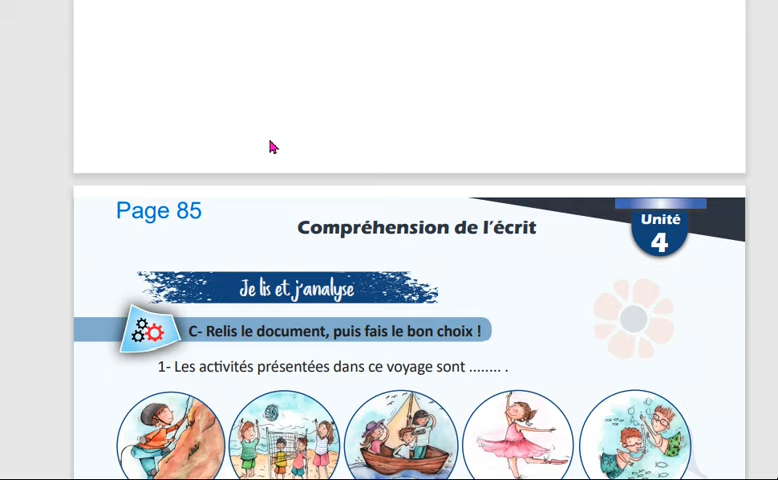 Page 85
Compréhension de l'écrit
Unité
4
Je lis et j'analyse
C- Relis le document, puis fais le bon choix !
1- Les activités présentées dans ce voyage sont ........ .